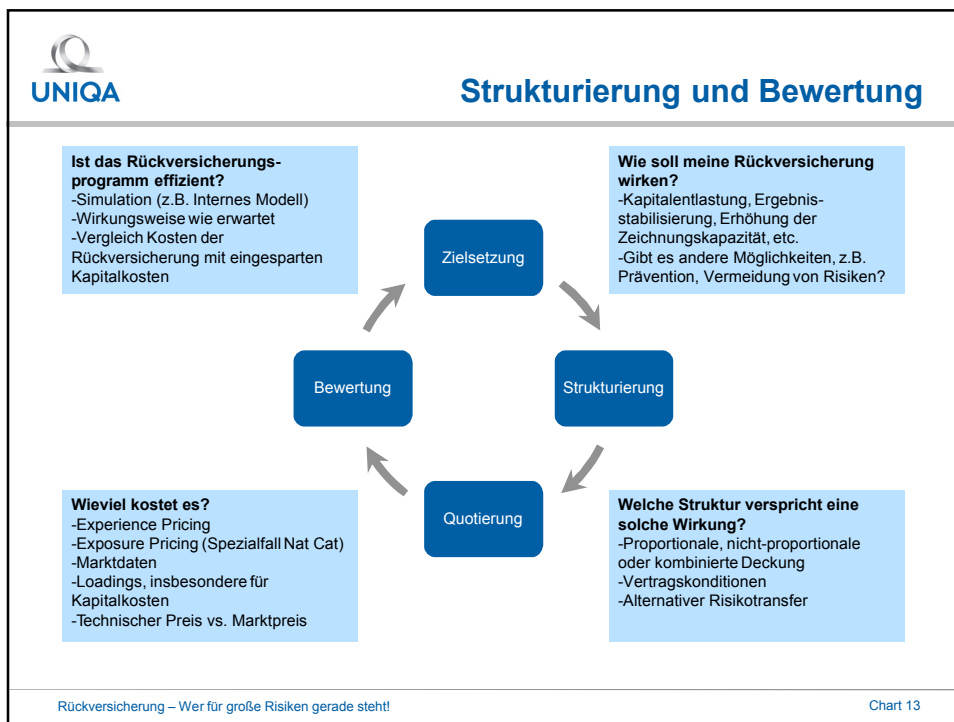 UNIQA
Strukturierung und Bewertung
Ist das Rückversicherungs-
programm effizient?
-Simulation (z.B. Internes Modell)
-Wirkungsweise wie erwartet
-Vergleich Kosten der
Rückversicherung mit eingesparten
Kapitalkosten
Wie soll meine Rückversicherung
wirken?
-Kapitalentlastung, Ergebnis-
stabilisierung, Erhöhung der
Zeichnungskapazität, etc.
-Gibt es andere Möglichkeiten, z.B.
Prävention, Vermeidung von Risiken?
Zielsetzung
Bewertung
Strukturierung
Quotierung
Wieviel kostet es?
-Experience Pricing
-Exposure Pricing (Spezialfall Nat Cat)
-Marktdaten
-Loadings, insbesondere für
Kapitalkosten
-Technischer Preis vs. Marktpreis
Welche Struktur verspricht eine
solche Wirkung?
-Proportionale, nicht-proportionale
oder kombinierte Deckung
-Vertragskonditionen
-Alternativer Risikotransfer
Rückversicherung – Wer für große Risiken gerade steht!
Chart 13